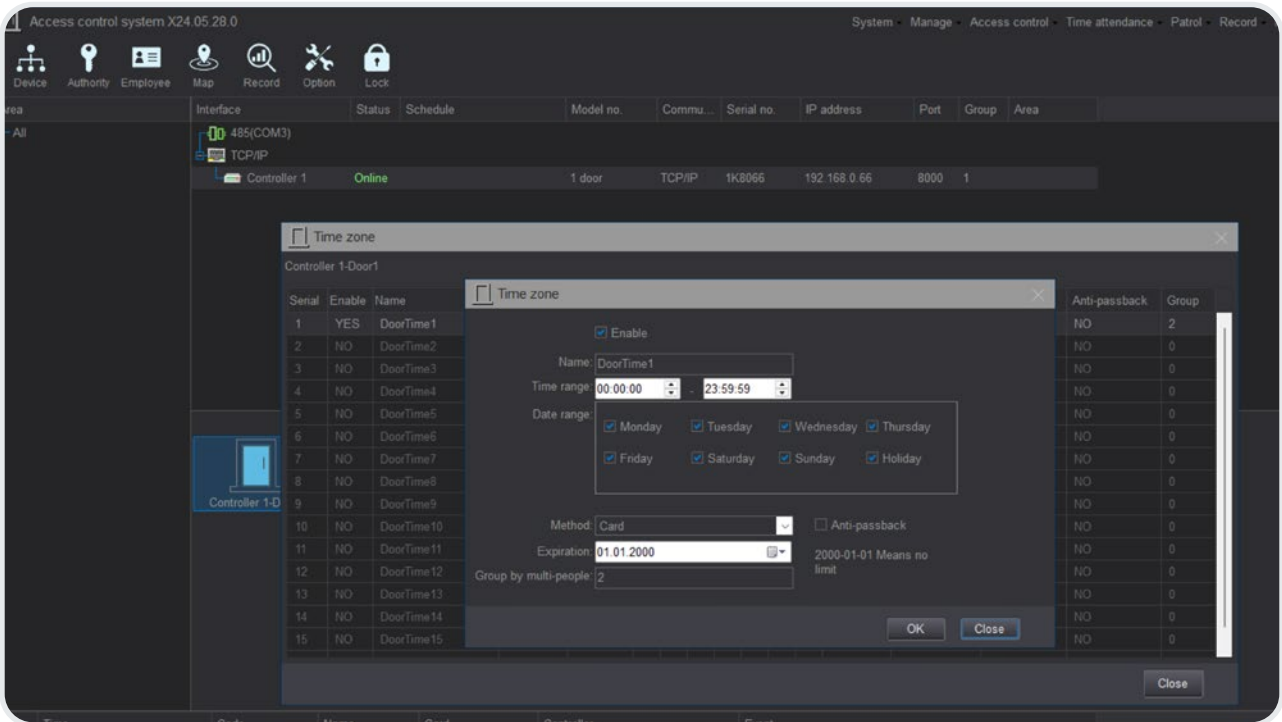 Access control system X24.05.28.0
System Manage Access control Time attendance Patrol Record
Device Authority Employee Map Record Option Lock
Interface Status Schedule Model no. Commu... Serial no. IP address Port Group Area
All
485(COM3)
TCP/IP
Controller 1 Online 1 door TCP/IP 1K8066 192.168.0.66 8000 1
Time zone
Controller 1-Door1
Serial Enable Name Anti-passback Group
1 YES DoorTime1 NO 2
2 NO DoorTime2 NO 0
3 NO DoorTime3 NO 0
4 NO DoorTime4 NO 0
5 NO DoorTime5 NO 0
6 NO DoorTime6 NO 0
7 NO DoorTime7 NO 0
8 NO DoorTime8 NO 0
9 NO DoorTime9 NO 0
10 NO DoorTime10 NO 0
11 NO DoorTime11 NO 0
12 NO DoorTime12 NO 0
13 NO DoorTime13 NO 0
14 NO DoorTime14 NO 0
15 NO DoorTime15 NO 0
Controller 1-D
Time zone
Enable
Name: DoorTime1
Time range: 00:00:00 - 23:59:59
Date range:
Monday Tuesday Wednesday Thursday
Friday Saturday Sunday Holiday
Method: Card Anti-passback
Expiration: 01.01.2000 2000-01-01 Means no
limit
Group by multi-people: 2
OK Close
Close